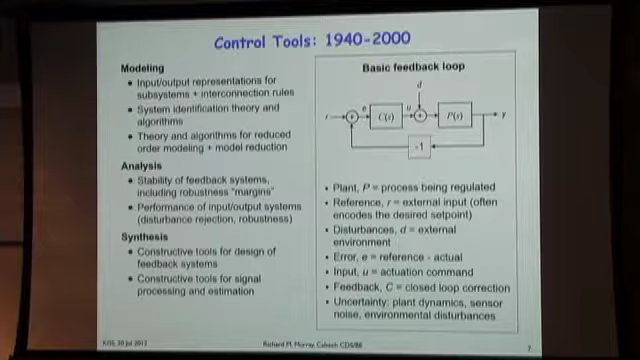 Control Tools: 1940-2000
Modeling
• Input/output representations for
subsystems + interconnection rules
• System identification theory and
algorithms
• Theory and algorithms for reduced
order modeling + model reduction
Analysis
• Stability of feedback systems,
including robustness "margins"
• Performance of input/output systems
(disturbance rejection, robustness)
Synthesis
• Constructive tools for design of
feedback systems
• Constructive tools for signal
processing and estimation
Basic feedback loop
d
r
e
C(s)
u
P(s)
y
-1
• Plant, P = process being regulated
• Reference, r = external input (often
encodes the desired setpoint)
• Disturbances, d = external
environment
• Error, e = reference - actual
• Input, u = actuation command
• Feedback, C = closed loop correction
• Uncertainty: plant dynamics, sensor
noise, environmental disturbances
30 Jul 2012
Richard M. Murray, Caltech CDS/BE
7